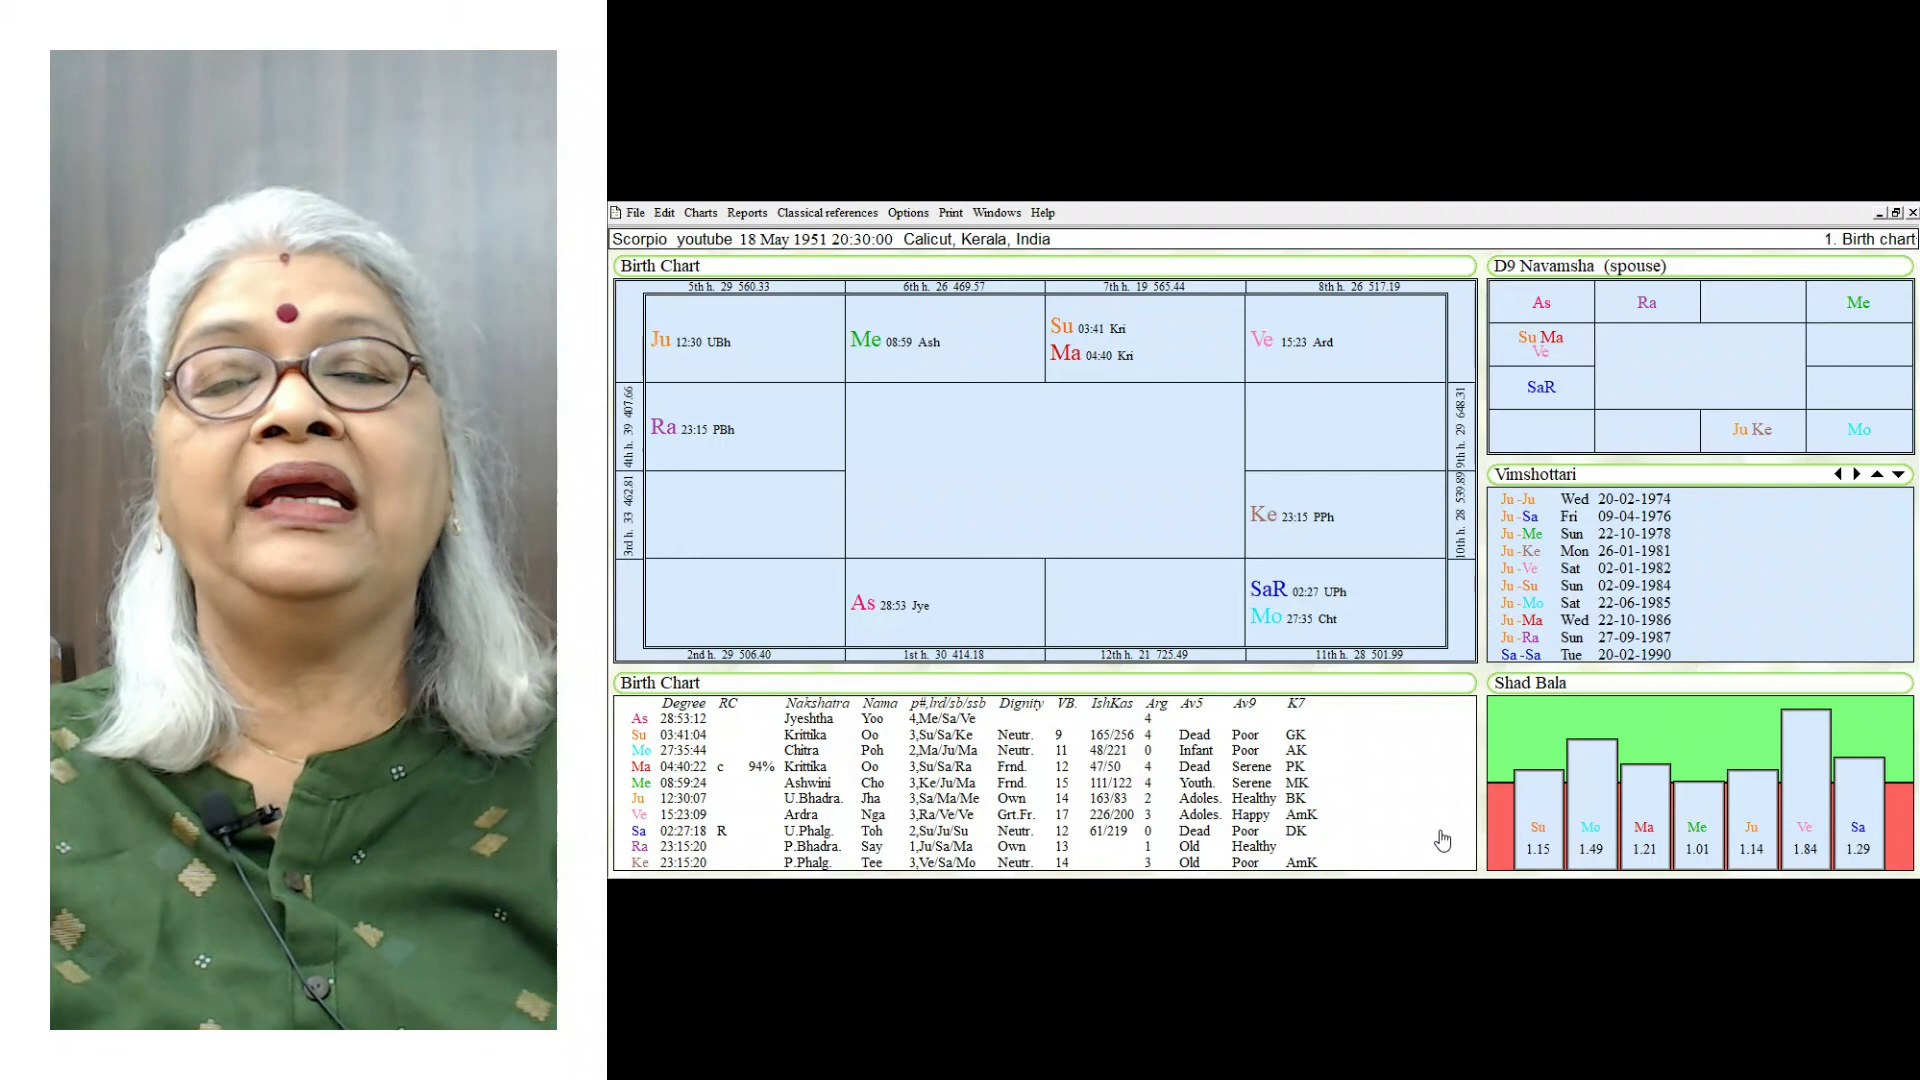 File Edit Charts Reports Classical references Options Print Windows Help
Scorpio youtube 18 May 1951 20:30:00 Calicut, Kerala, India
1. Birth chart
Birth Chart
5th h. 29 560.33
6th h. 26 469.57
7th h. 19 565.44
8th h. 26 517.19
Ju 12:30 UBh
Me 08:59 Ash
Su 03:41 Kri
Ma 04:40 Kri
Ve 15:23 Ard
4th h. 39 407.66
Ra 23:15 PBh
9th h. 29 648.31
3rd h. 33 462.81
Ke 23:15 PPh
10th h. 28 539.89
As 28:53 Jye
SaR 02:27 UPh
Mo 27:35 Cht
2nd h. 29 506.40
1st h. 30 414.18
12th h. 21 725.49
11th h. 28 501.99
D9 Navamsha (spouse)
As Ra Me
Su Ma
Ve
SaR
Ju Ke Mo
Vimshottari
Ju-Ju Wed 20-02-1974
Ju-Sa Fri 09-04-1976
Ju-Me Sun 22-10-1978
Ju-Ke Mon 26-01-1981
Ju-Ve Sat 02-01-1982
Ju-Su Sun 02-09-1984
Ju-Mo Sat 22-06-1985
Ju-Ma Wed 22-10-1986
Ju-Ra Sun 27-09-1987
Sa-Sa Tue 20-02-1990
Birth Chart
Degree RC Nakshatra Nama p#,lrd/sb/ssb Dignity VB. IshKas Arg Av5 Av9 K7
As 28:53:12 Jyeshtha Yoo 4,Me/Sa/Ve 4
Su 03:41:04 Krittika Oo 3,Su/Sa/Ke Neutr. 9 165/256 4 Dead Poor GK
Mo 27:35:44 Chitra Poh 2,Ma/Ju/Ma Neutr. 11 48/221 0 Infant Poor AK
Ma 04:40:22 c 94% Krittika Oo 3,Su/Sa/Ra Frnd. 12 47/50 4 Dead Serene PK
Me 08:59:24 Ashwini Cho 3,Ke/Ju/Ma Frnd. 15 111/122 4 Youth. Serene MK
Ju 12:30:07 U.Bhadra. Jha 3,Sa/Ma/Me Own 14 163/83 2 Adoles. Healthy BK
Ve 15:23:09 Ardra Nga 3,Ra/Ve/Ve Grt.Fr. 17 226/200 3 Adoles. Happy AmK
Sa 02:27:18 R U.Phalg. Toh 2,Su/Ju/Su Neutr. 12 61/219 0 Dead Poor DK
Ra 23:15:20 P.Bhadra. Say 1,Ju/Sa/Ma Own 13 1 Old Healthy
Ke 23:15:20 P.Phalg. Tee 3,Ve/Sa/Mo Neutr. 14 3 Old Poor AmK
Shad Bala
Su Mo Ma Me Ju Ve Sa
1.15 1.49 1.21 1.01 1.14 1.84 1.29